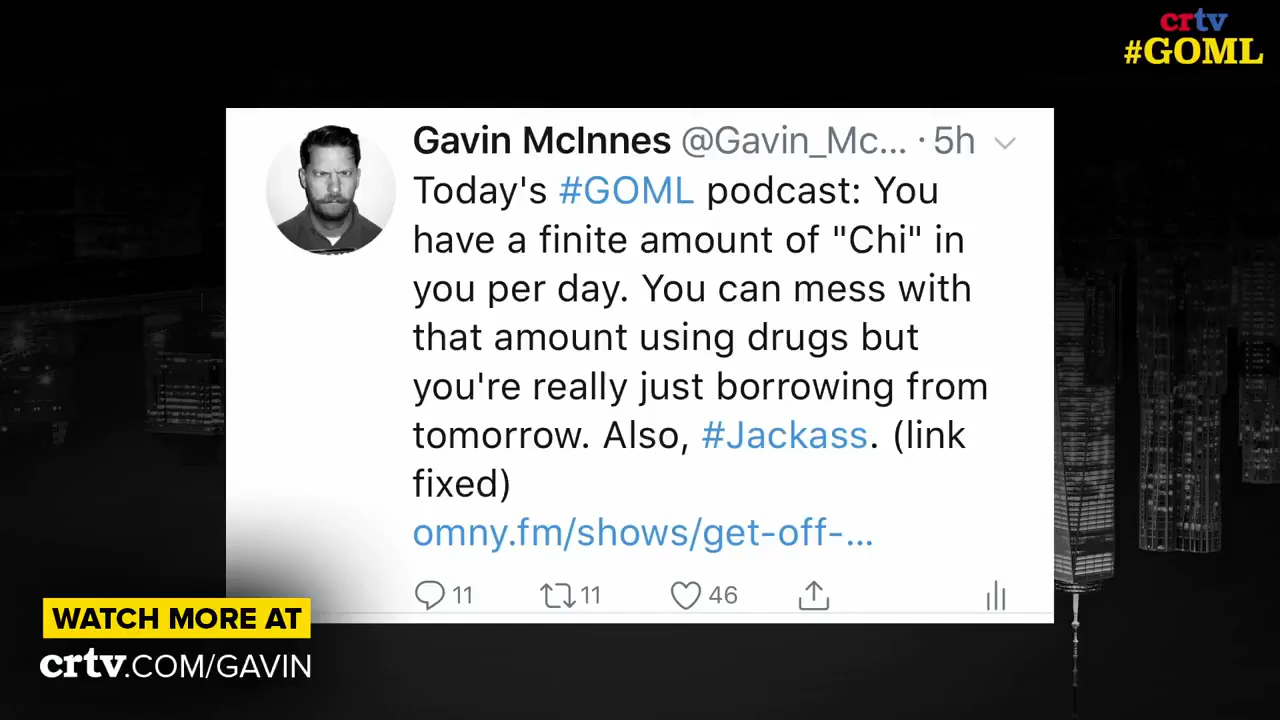 crtv
#GOML
Gavin McInnes @Gavin_Mc... · 5h
Today's #GOML podcast: You
have a finite amount of "Chi" in
you per day. You can mess with
that amount using drugs but
you're really just borrowing from
tomorrow. Also, #Jackass. (link
fixed)
omny.fm/shows/get-off-...
11 11 46
WATCH MORE AT
crtv.COM/GAVIN